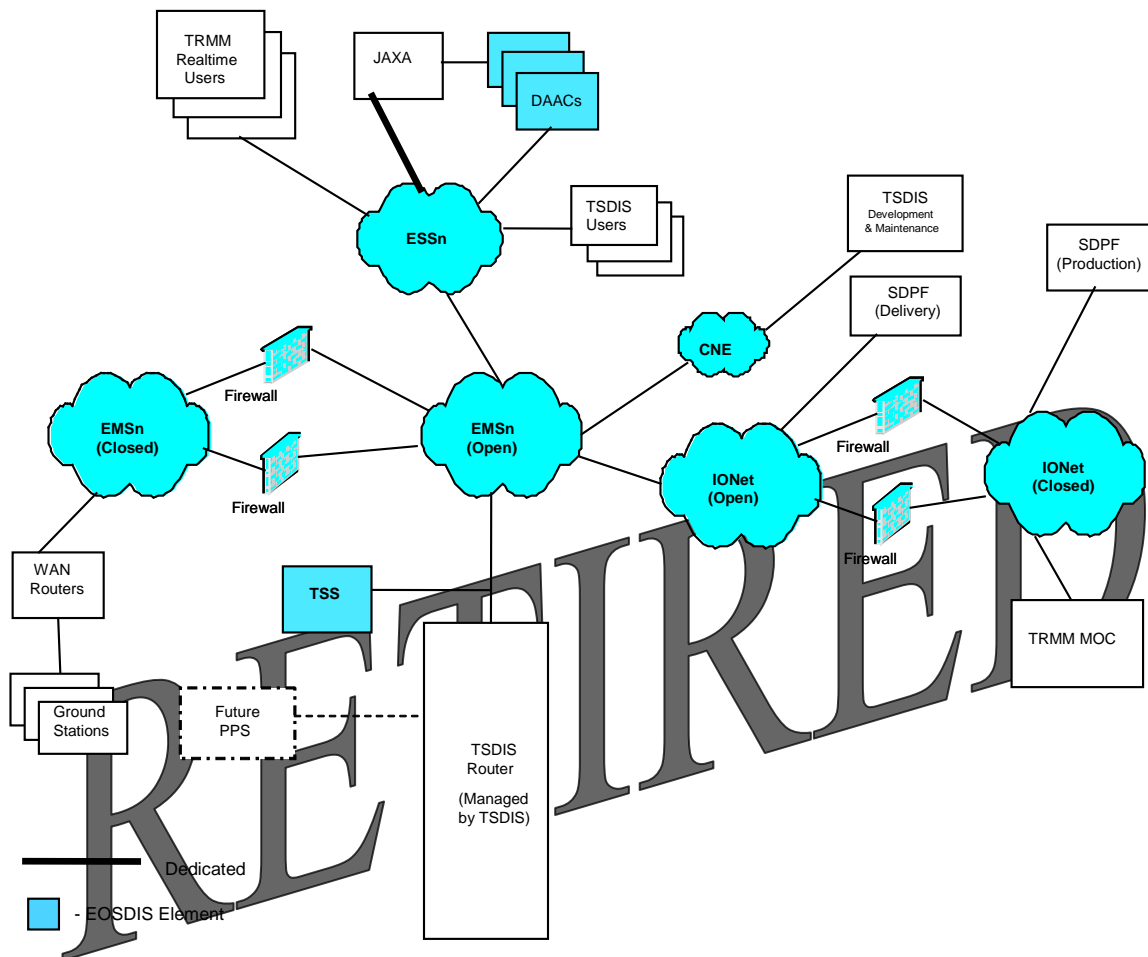 TRMM
Realtime
Users
JAXA
DAACs
TSDIS
Users
ESSn
TSDIS
Development
& Maintenance
SDPF
(Production)
SDPF
(Delivery)
CNE
Firewall
EMSn
(Closed)
Firewall
EMSn
(Open)
IONet
(Open)
Firewall
Firewall
IONet
(Closed)
WAN
Routers
TSS
TRMM MOC
Ground
Stations
Future
PPS
TSDIS
Router
(Managed
by TSDIS)
RETIRED
Dedicated
- EOSDIS Element